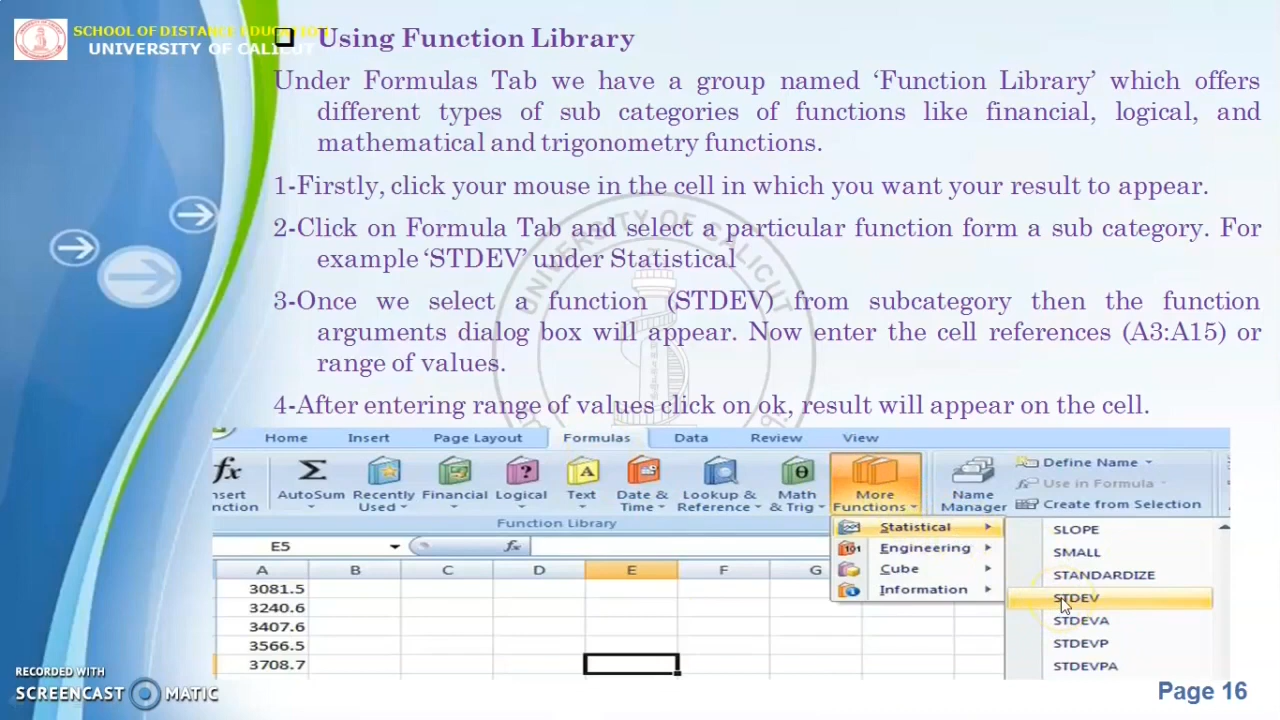 SCHOOL OF DISTANCE EDUCATION
UNIVERSITY OF CALICUT
Using Function Library
Under Formulas Tab we have a group named ‘Function Library’ which offers
different types of sub categories of functions like financial, logical, and
mathematical and trigonometry functions.
1-Firstly, click your mouse in the cell in which you want your result to appear.
2-Click on Formula Tab and select a particular function form a sub category. For
example ‘STDEV’ under Statistical
3-Once we select a function (STDEV) from subcategory then the function
arguments dialog box will appear. Now enter the cell references (A3:A15) or
range of values.
4-After entering range of values click on ok, result will appear on the cell.
UNIVERSITY OF CALICUT
Home Insert Page Layout Formulas Data Review View
fx Σ ? A θ
nsert AutoSum Recently Financial Logical Text Date & Lookup & Math More Name
nction Used Time Reference & Trig Functions Manager
Define Name
Use in Formula
Create from Selection
Function Library
Statistical
Engineering
Cube
Information
SLOPE
SMALL
STANDARDIZE
STDEV
STDEVA
STDEVP
STDEVPA
E5 fx
A B C D E F G
3081.5
3240.6
3407.6
3566.5
3708.7
RECORDED WITH
SCREENCAST MATIC
Page 16